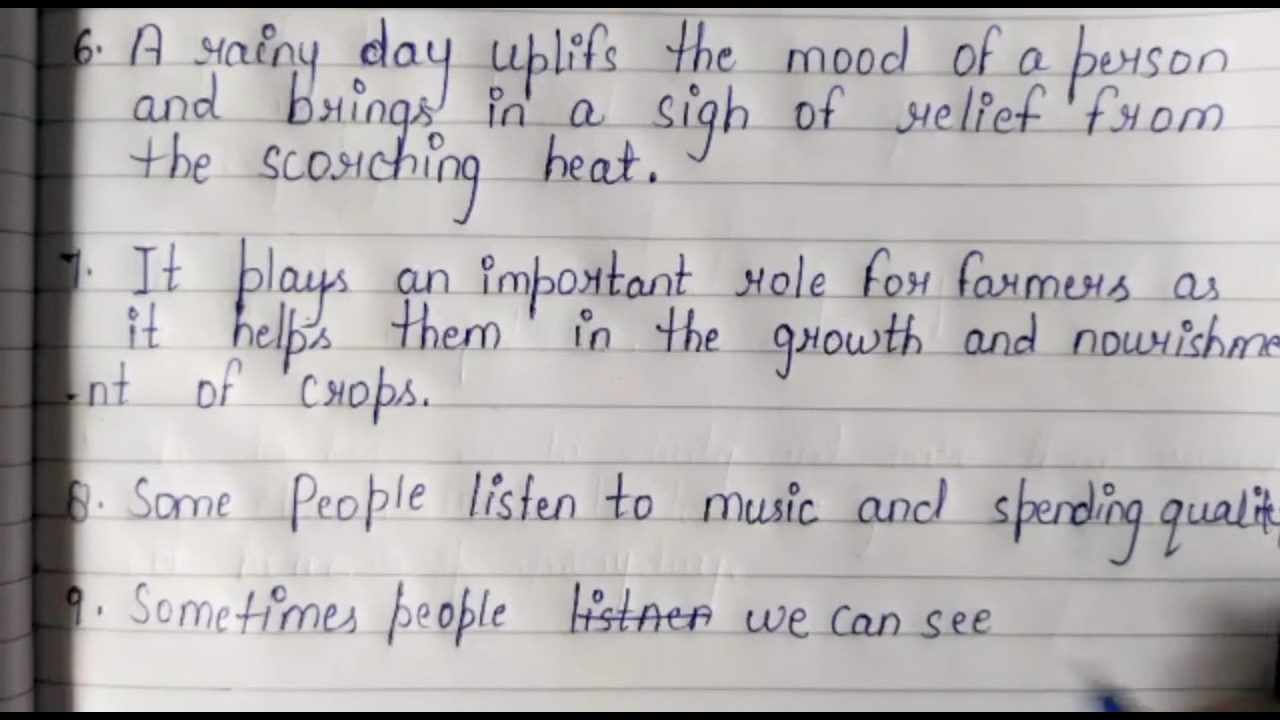 6. A rainy day uplifs the mood of a person
and brings in a sigh of relief from
the scorching heat.
7. It plays an important role for farmers as
it helps them in the growth and nourishme
-nt of crops.
8. Some People listen to music and spending qualit
9. Sometimes people listner we can see